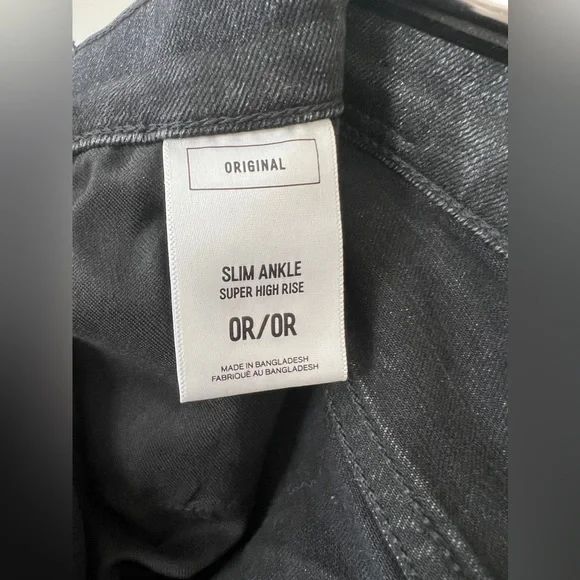 ORIGINAL
SLIM ANKLE
SUPER HIGH RISE
0R/0R
MADE IN BANGLADESH
FABRIQUÉ AU BANGLADESH